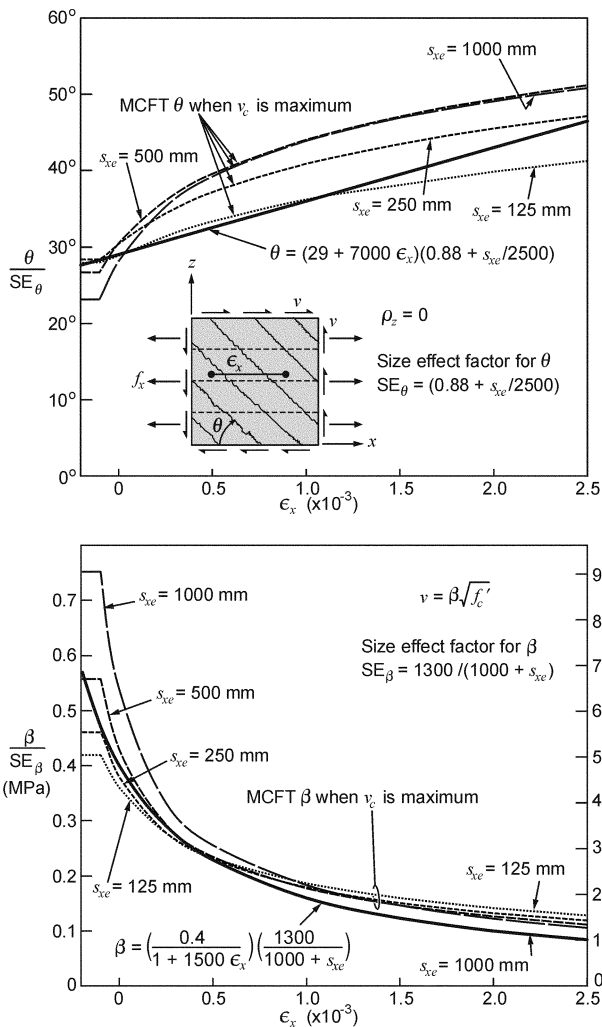 60°
50°
40°
30°
20°
10°
0°
θ
SE_θ
s_xe = 1000 mm
MCFT θ when v_c is maximum
s_xe = 500 mm
s_xe = 250 mm
s_xe = 125 mm
θ = (29 + 7000 ϵ_x)(0.88 + s_xe/2500)
z
v
v
ρ_z = 0
ϵ_x
f_x
Size effect factor for θ
SE_θ = (0.88 + s_xe/2500)
θ
x
0 0.5 1.0 1.5 2.0 2.5
ϵ_x (x10⁻³)
0.7
0.6
0.5
0.4
0.3
0.2
0.1
0
β
SE_β
(MPa)
9
8
7
6
5
4
3
2
1
0
s_xe = 1000 mm
v = β√f_c′
Size effect factor for β
SE_β = 1300 /(1000 + s_xe)
s_xe = 500 mm
s_xe = 250 mm
MCFT β when v_c is maximum
s_xe = 125 mm
s_xe = 125 mm
β = (0.4 / 1 + 1500 ϵ_x)(1300 / 1000 + s_xe)
s_xe = 1000 mm
0 0.5 1.0 1.5 2.0 2.5
ϵ_x (x10⁻³)